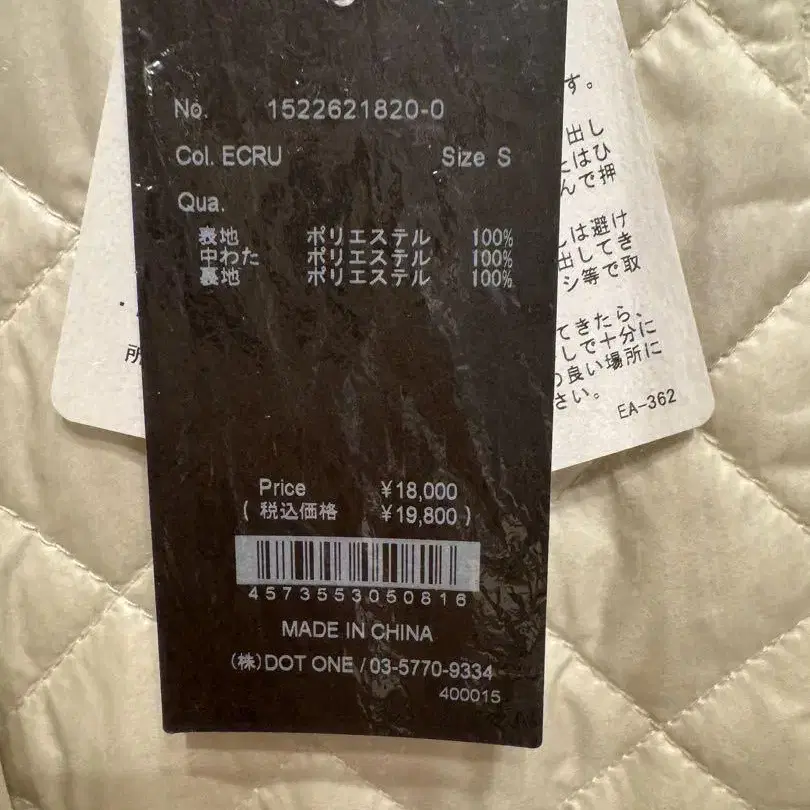 No. 1522621820-0
Col. ECRU Size S
Qua.
表地 ポリエステル 100%
中わた ポリエステル 100%
裏地 ポリエステル 100%
Price ¥18,000
( 税込価格 ¥19,800 )
4573553050816
MADE IN CHINA
(株)DOT ONE / 03-5770-9334
400015
す。
出し
たはひ
んで押
しは避け
出してき
シ等で取
てきたら、
しで十分に
の良い場所に
さい。
EA-362
所